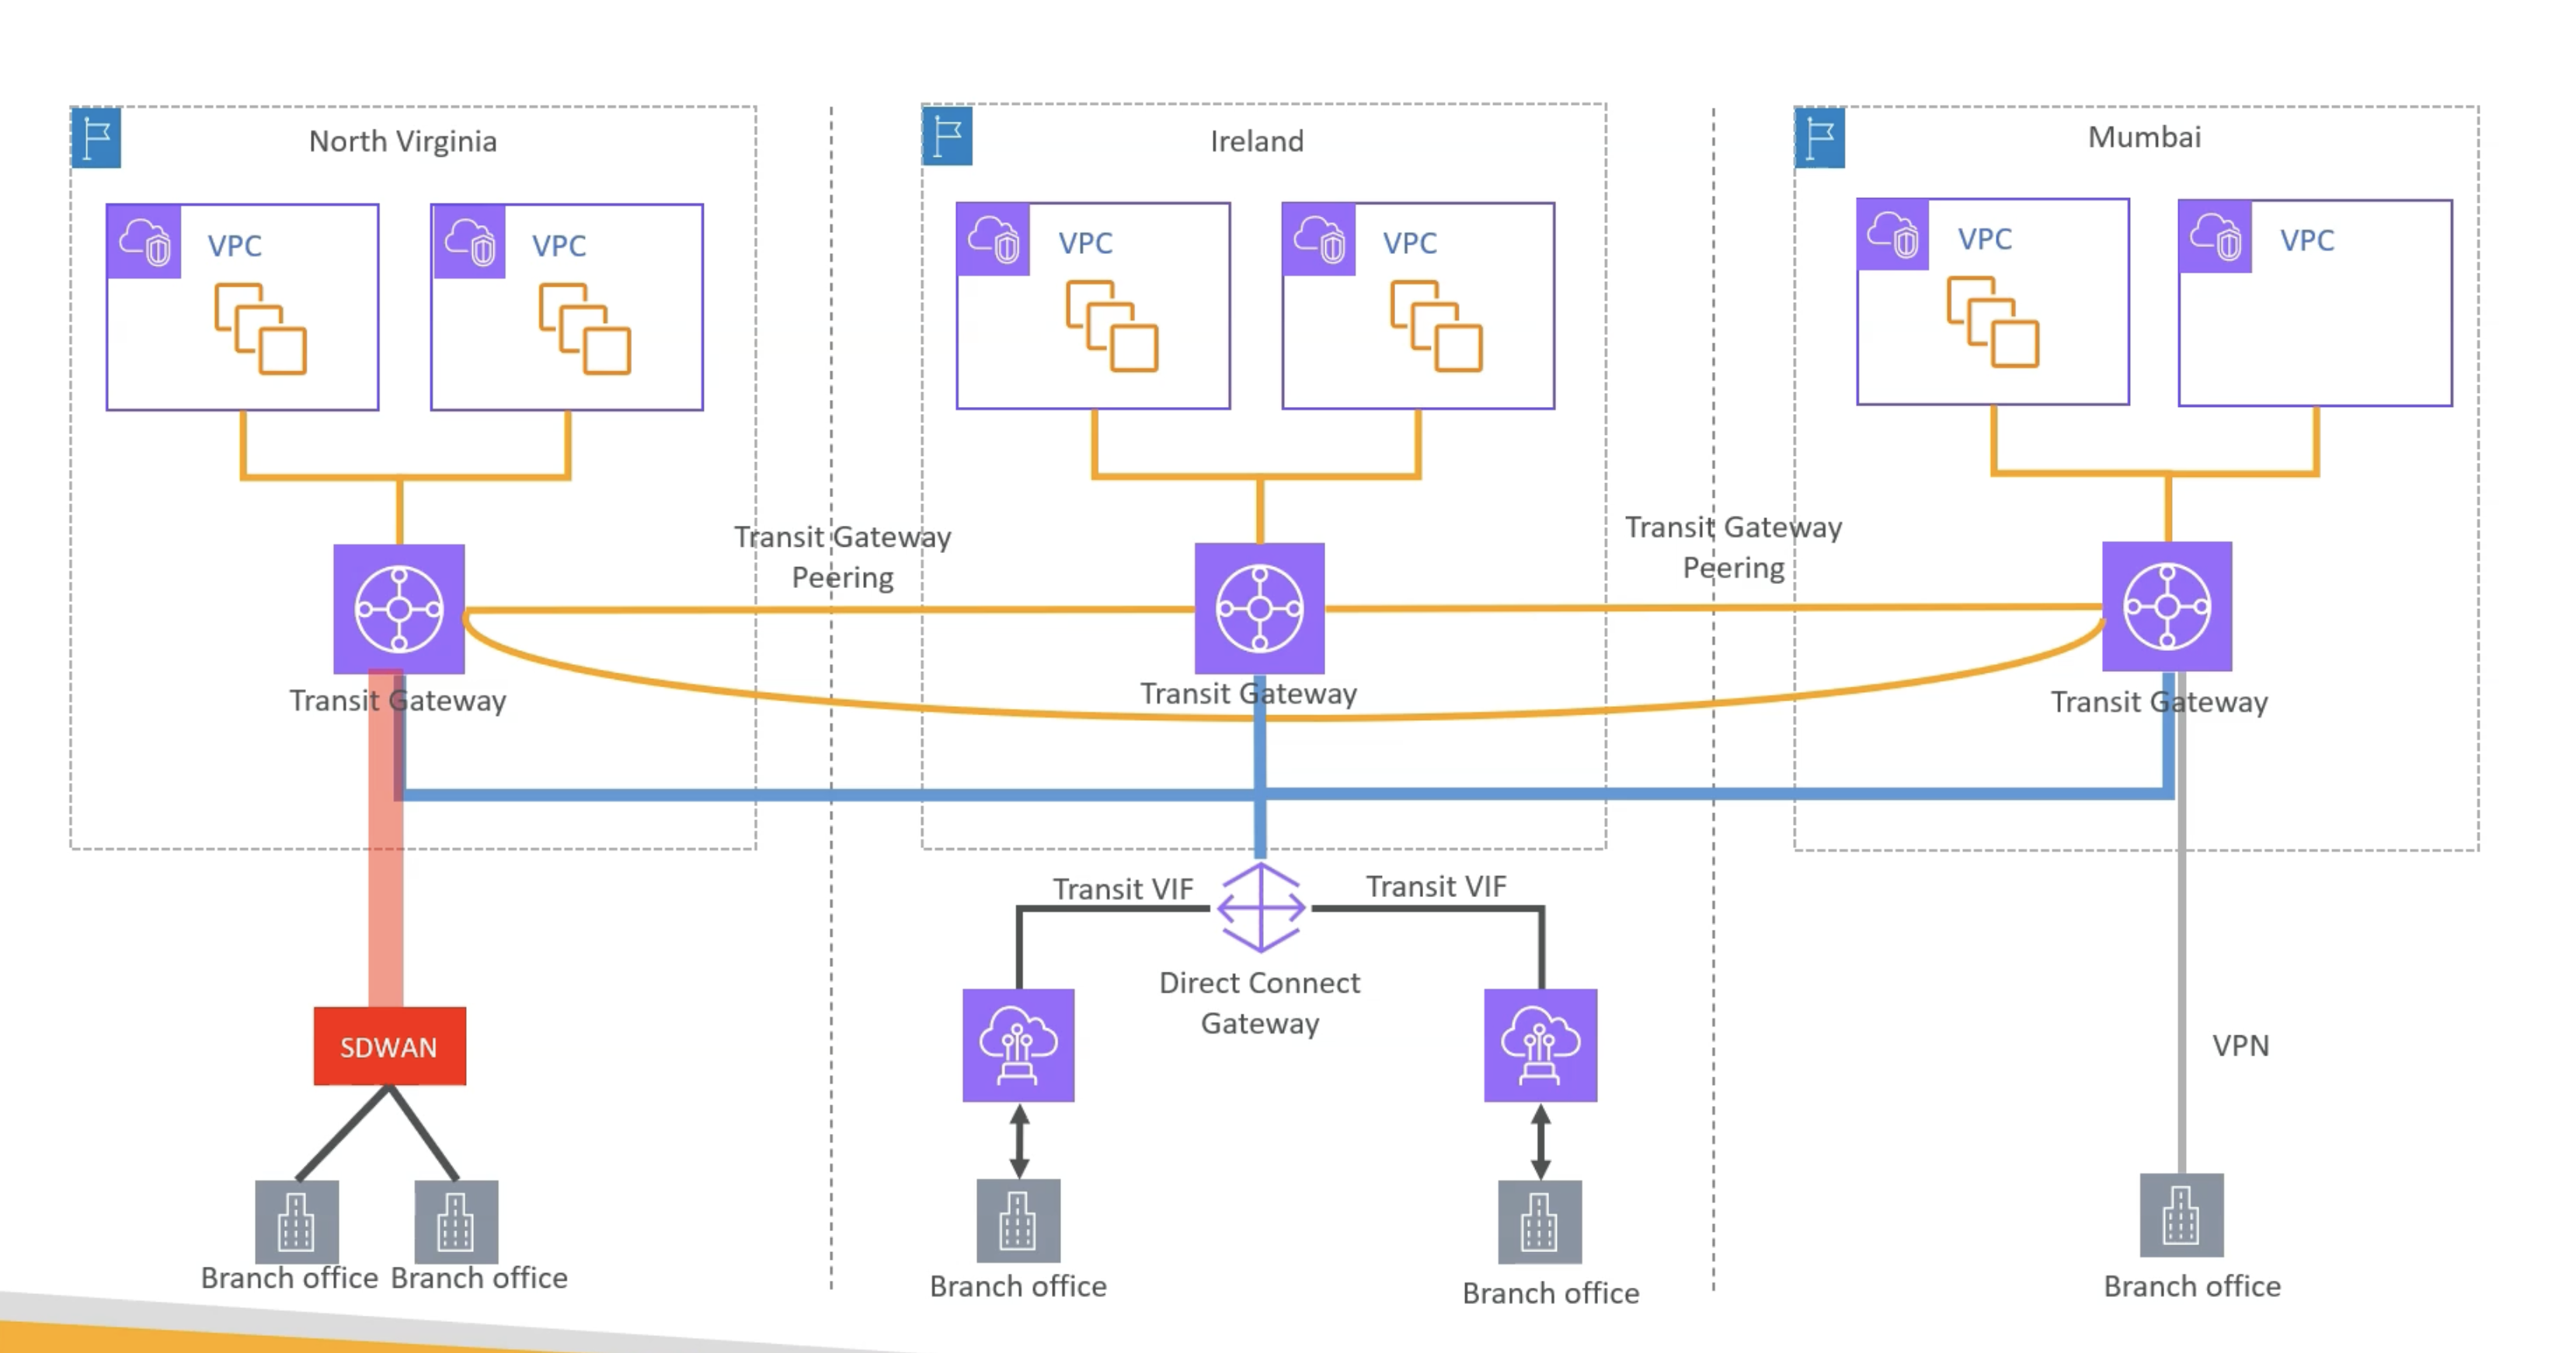 North Virginia
Ireland
Mumbai
VPC
VPC
VPC
VPC
VPC
VPC
Transit Gateway
Peering
Transit Gateway
Peering
Transit Gateway
Transit Gateway
Transit Gateway
Transit VIF
Transit VIF
Direct Connect
Gateway
SDWAN
VPN
Branch office
Branch office
Branch office
Branch office
Branch office